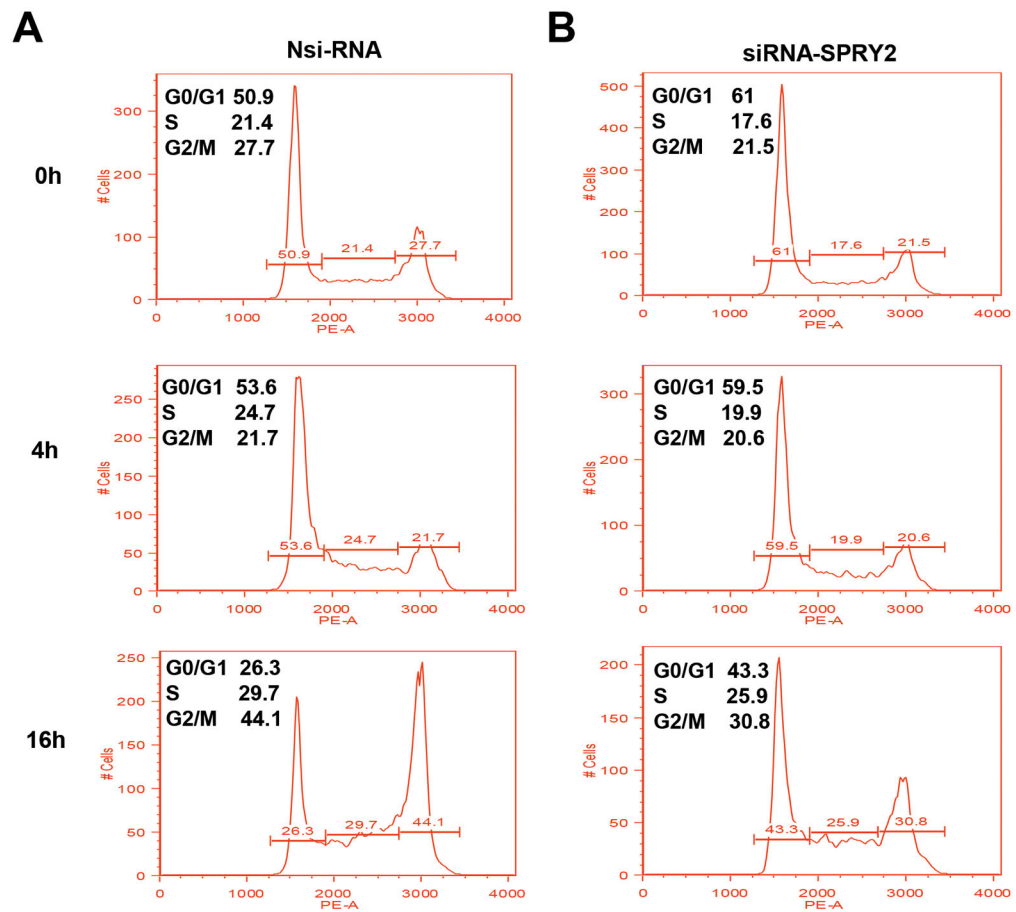 A
B
Nsi-RNA
siRNA-SPRY2
0h
G0/G1 50.9
S 21.4
G2/M 27.7
# Cells
300
200
100
0
50.9
21.4
27.7
0 1000 2000 3000 4000
PE-A
G0/G1 61
S 17.6
G2/M 21.5
# Cells
500
400
300
200
100
0
61
17.6
21.5
0 1000 2000 3000 4000
PE-A
4h
G0/G1 53.6
S 24.7
G2/M 21.7
# Cells
250
200
150
100
50
0
53.6
24.7
21.7
0 1000 2000 3000 4000
PE-A
G0/G1 59.5
S 19.9
G2/M 20.6
# Cells
300
200
100
0
59.5
19.9
20.6
0 1000 2000 3000 4000
PE-A
16h
G0/G1 26.3
S 29.7
G2/M 44.1
# Cells
250
200
150
100
50
0
26.3
29.7
44.1
0 1000 2000 3000 4000
PE-A
G0/G1 43.3
S 25.9
G2/M 30.8
# Cells
200
150
100
50
0
43.3
25.9
30.8
0 1000 2000 3000 4000
PE-A